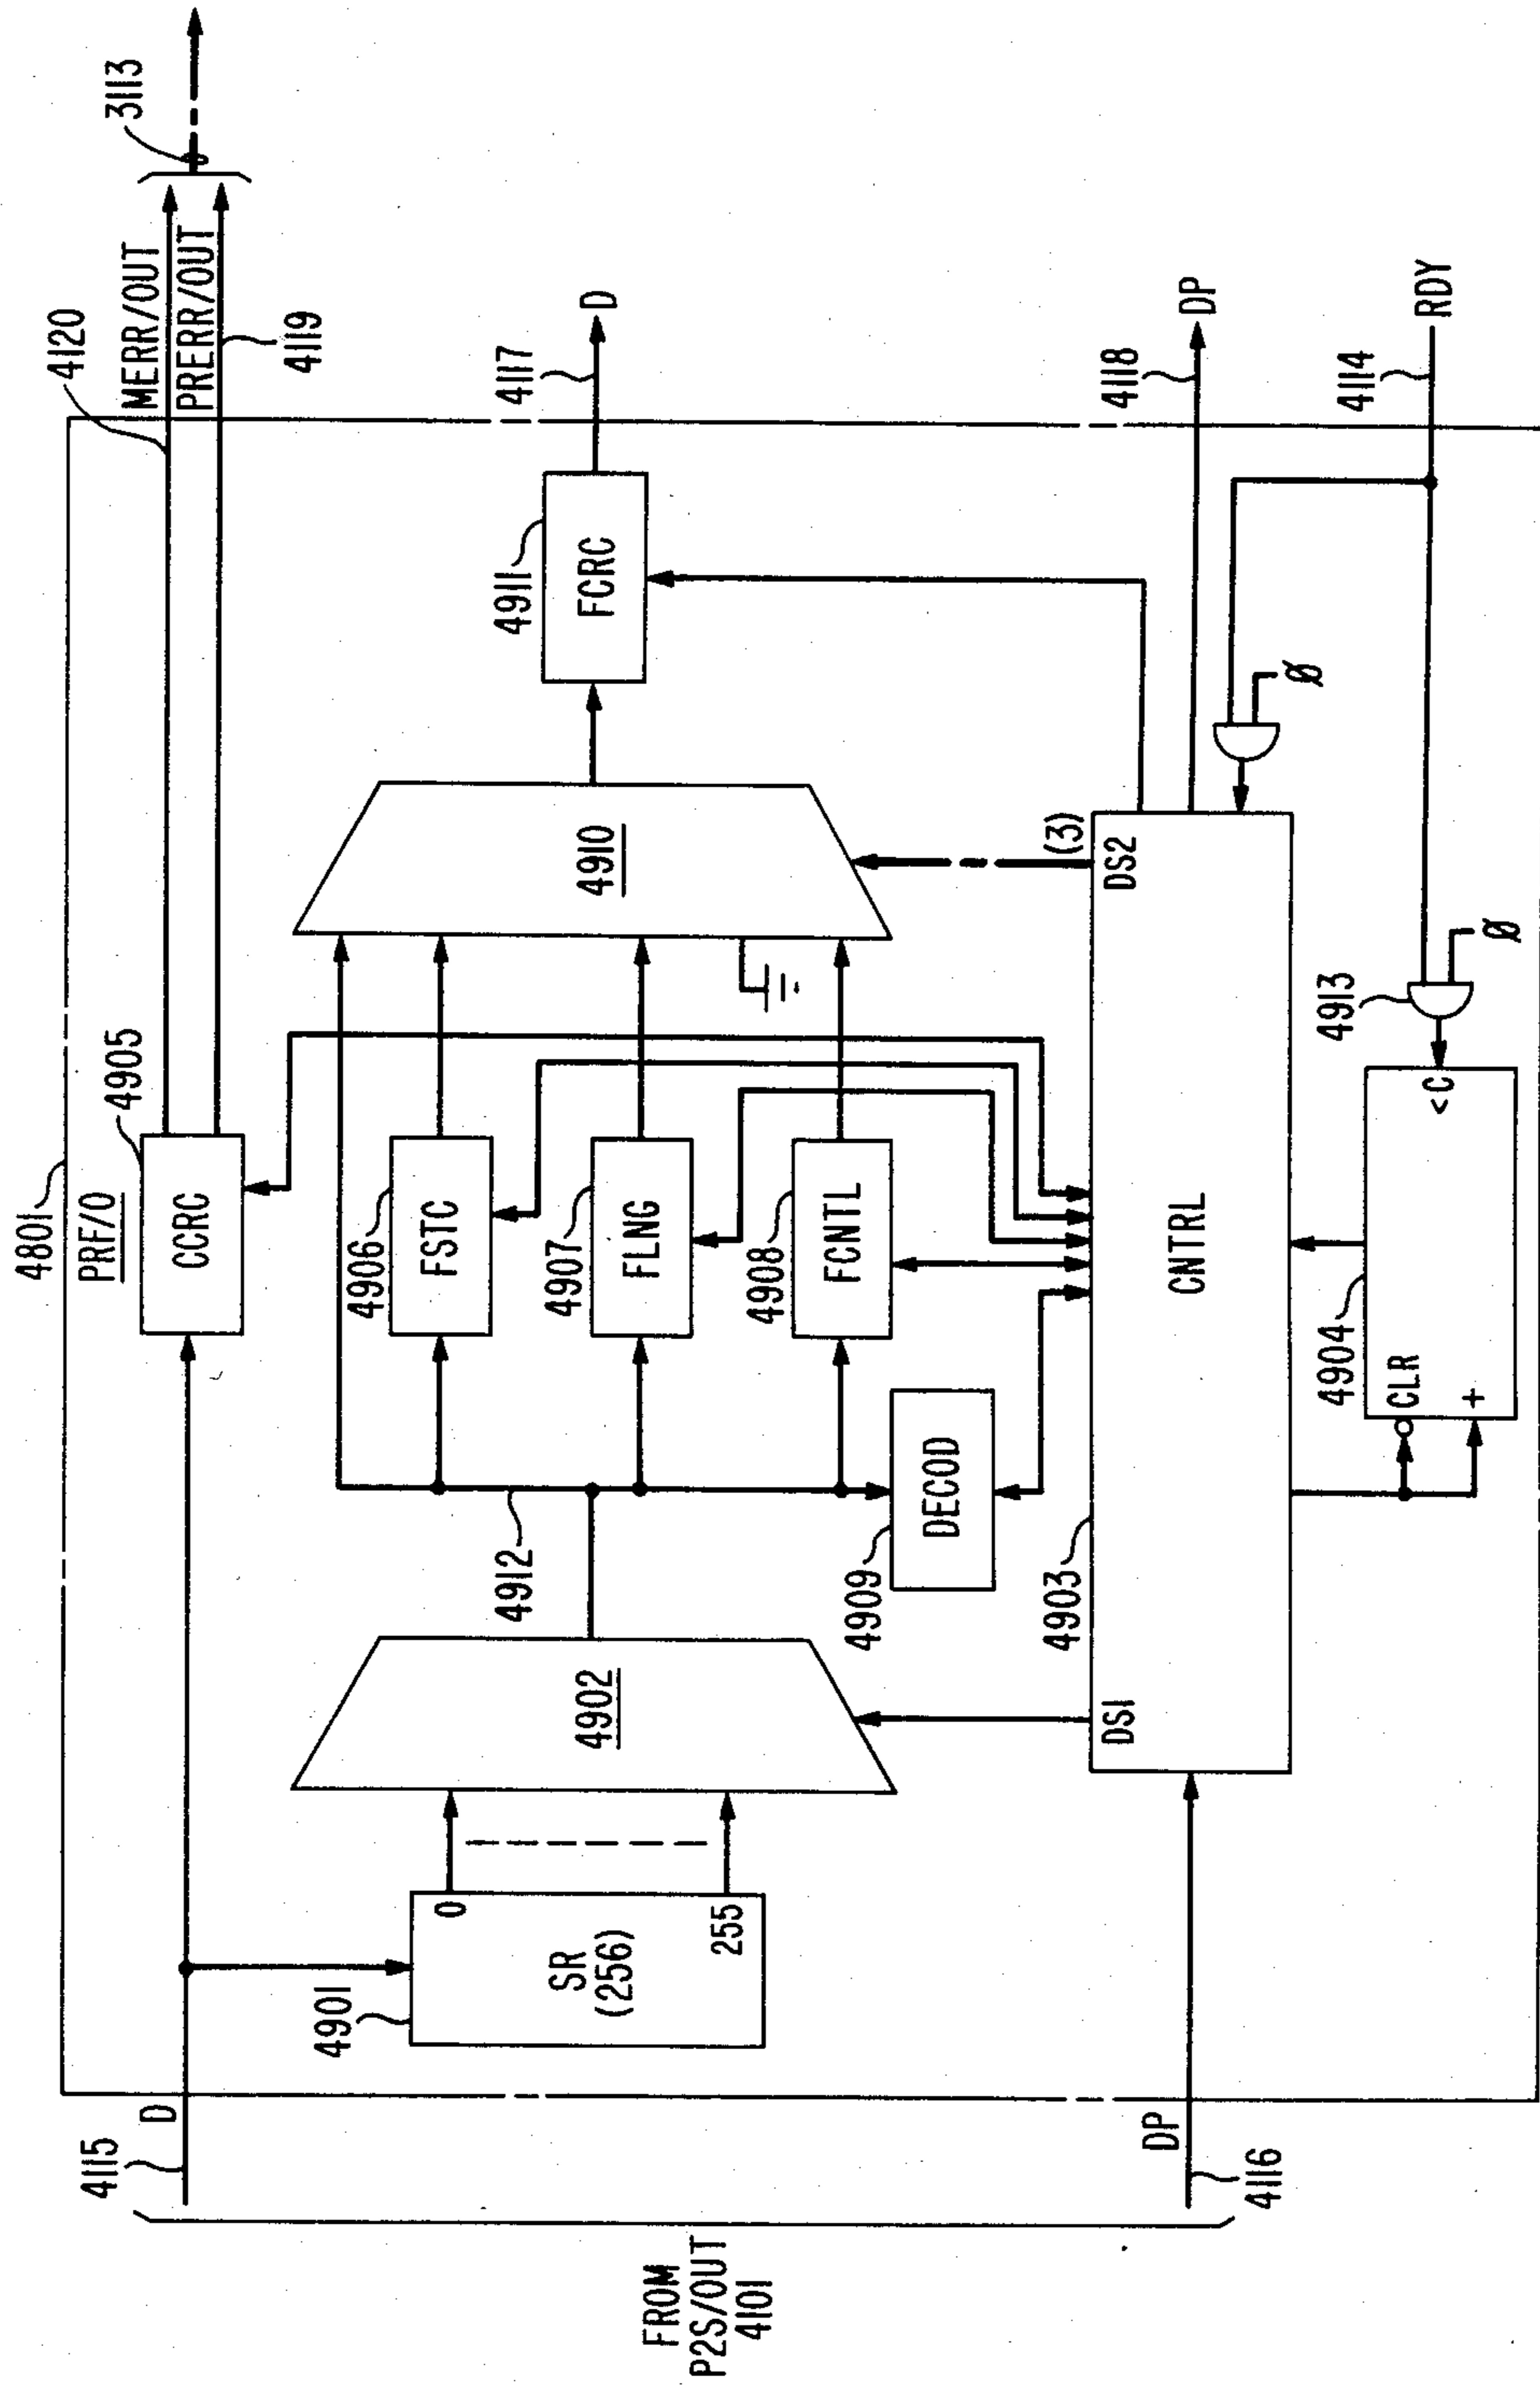 4801
PRF/O
4905
CCRC
4120
MERR/OUT
PRERR/OUT
4119
3113
4115
D
4901
SR
(256)
0
255
4902
4912
4906
FSTC
4907
FLNG
4908
FCNTL
4909
DECOD
4910
4911
FCRC
4117
D
FROM
P2S/OUT
4101
DP
4116
4903
DS1
CNTRL
DS2
(3)
4118
DP
Ø
4114
RDY
4904
CLR
+
<C
4913
Ø